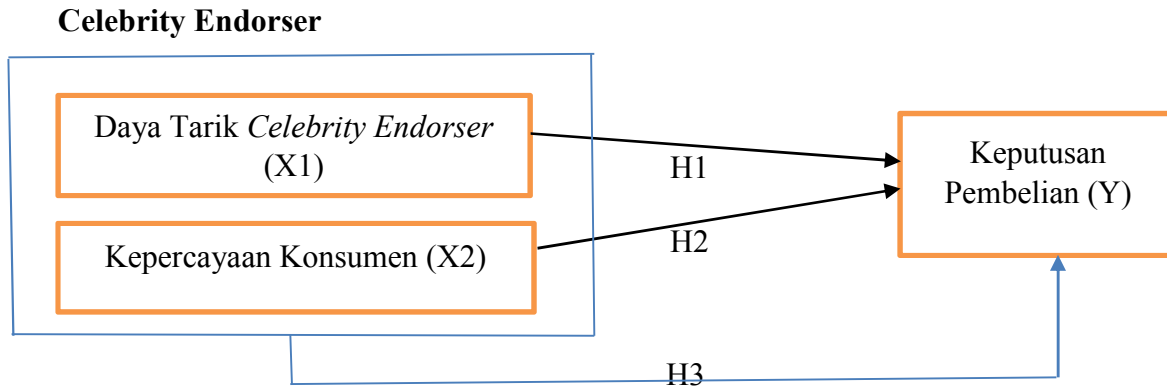 Celebrity Endorser
Daya Tarik Celebrity Endorser
(X1)
H1
Keputusan
Pembelian (Y)
Kepercayaan Konsumen (X2)
H2
H3